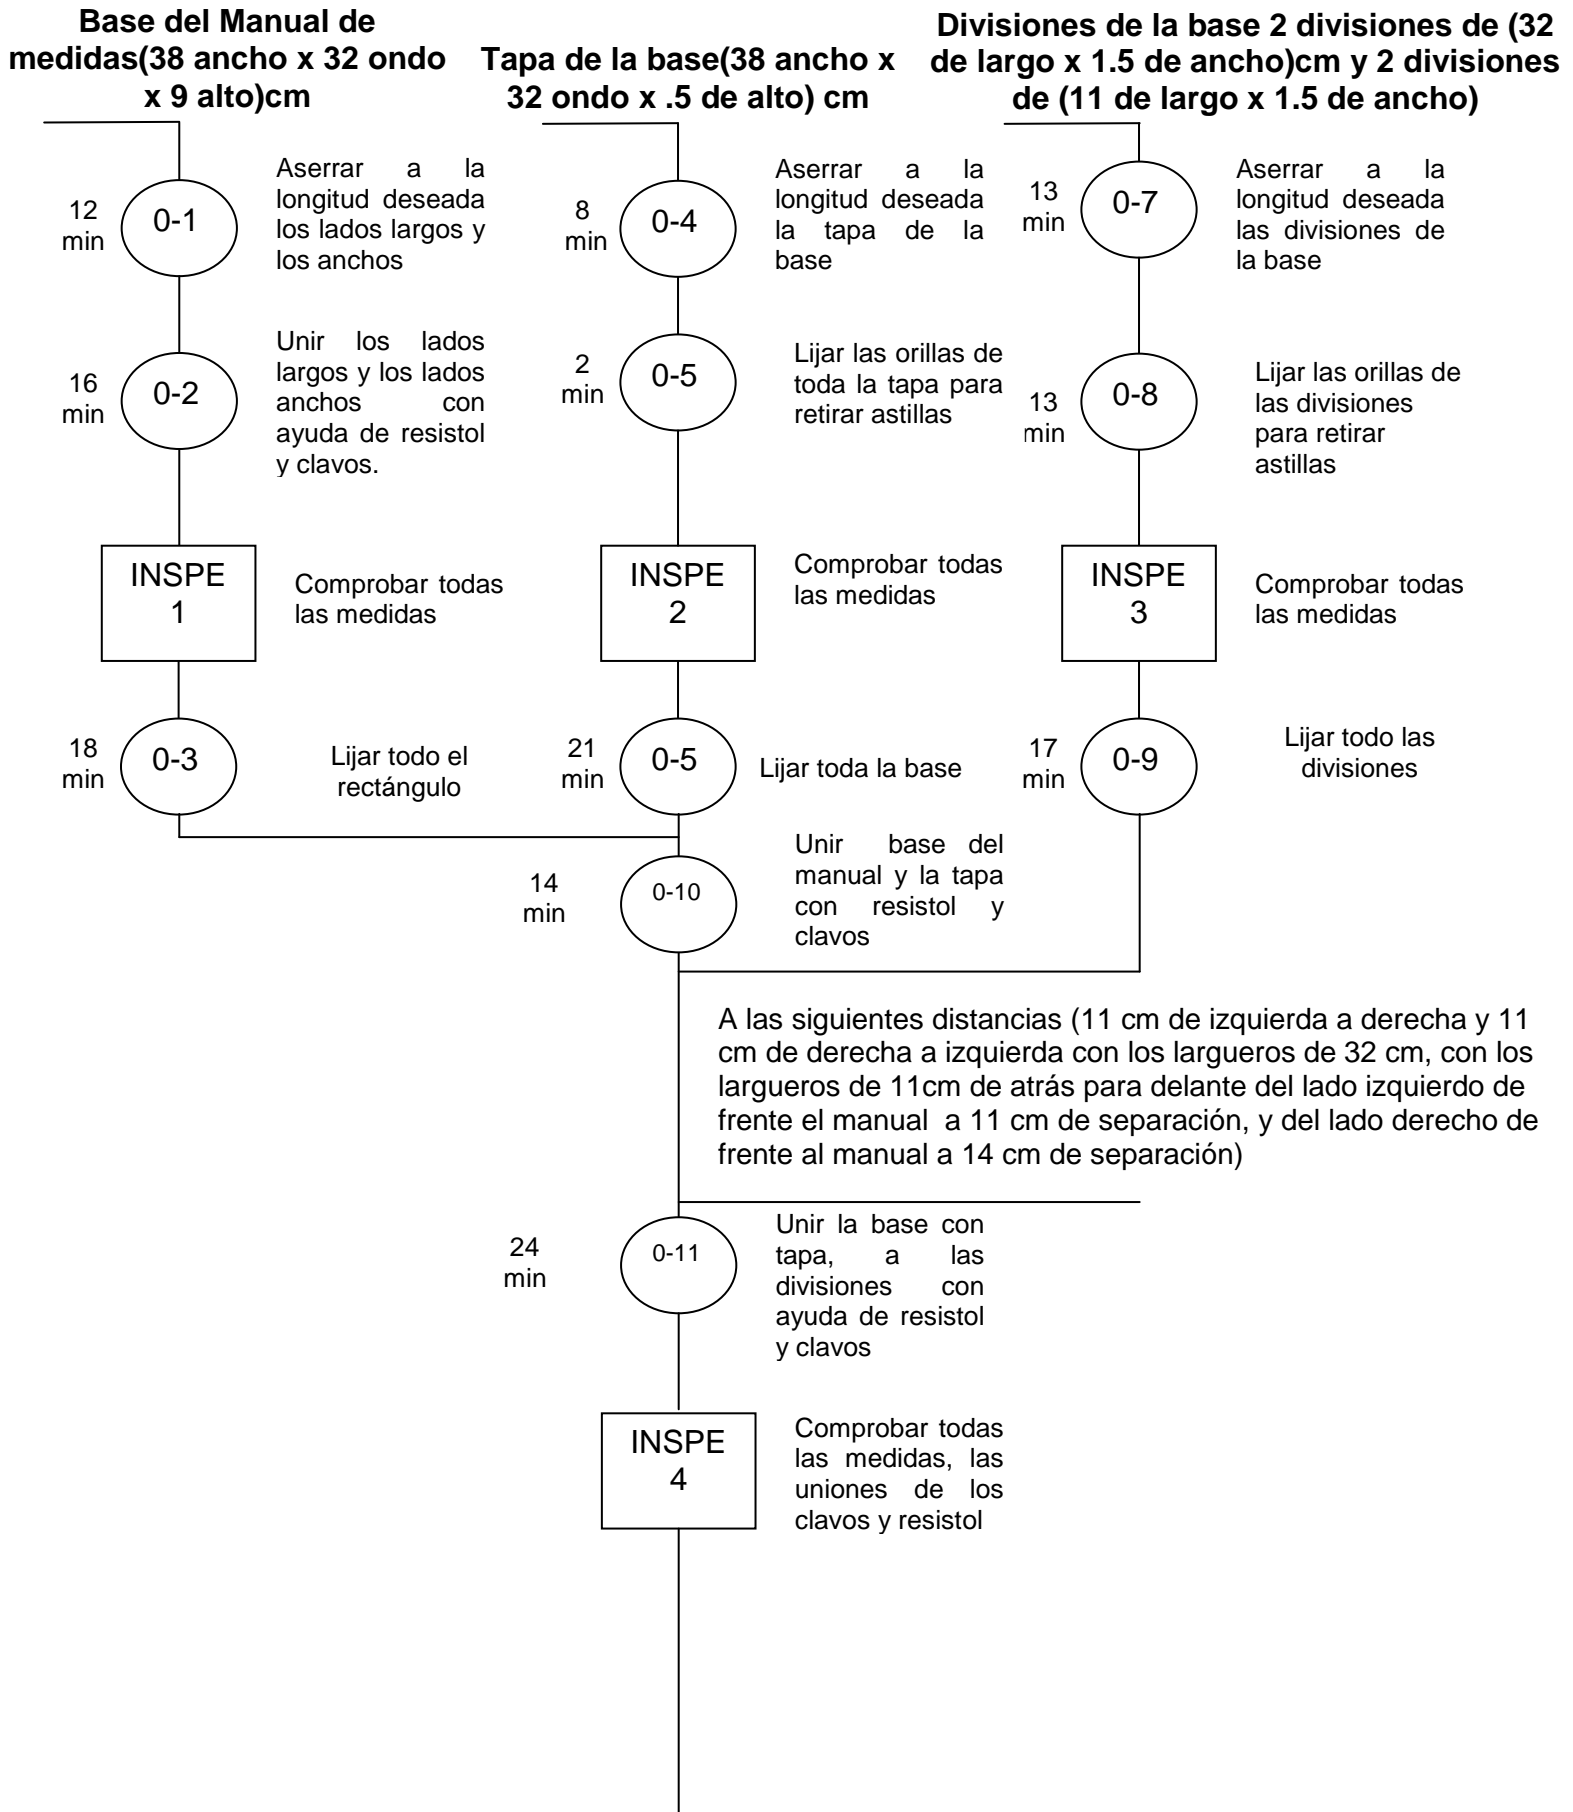 Base del Manual de
medidas(38 ancho x 32 ondo
x 9 alto)cm
Tapa de la base(38 ancho x
32 ondo x .5 de alto) cm
Divisiones de la base 2 divisiones de (32
de largo x 1.5 de ancho)cm y 2 divisiones
de (11 de largo x 1.5 de ancho)
12
min
0-1
Aserrar a la
longitud deseada
los lados largos y
los anchos
8
min
0-4
Aserrar a la
longitud deseada
la tapa de la
base
13
min
0-7
Aserrar a la
longitud deseada
las divisiones de
la base
16
min
0-2
Unir los lados
largos y los lados
anchos con
ayuda de resistol
y clavos.
2
min
0-5
Lijar las orillas de
toda la tapa para
retirar astillas
13
min
0-8
Lijar las orillas de
las divisiones
para retirar
astillas
INSPE
1
Comprobar todas
las medidas
INSPE
2
Comprobar todas
las medidas
INSPE
3
Comprobar todas
las medidas
18
min
0-3
Lijar todo el
rectángulo
21
min
0-5
Lijar toda la base
17
min
0-9
Lijar todo las
divisiones
14
min
0-10
Unir base del
manual y la tapa
con resistol y
clavos
A las siguientes distancias (11 cm de izquierda a derecha y 11
cm de derecha a izquierda con los largueros de 32 cm, con los
largueros de 11cm de atrás para delante del lado izquierdo de
frente el manual a 11 cm de separación, y del lado derecho de
frente al manual a 14 cm de separación)
24
min
0-11
Unir la base con
tapa, a las
divisiones con
ayuda de resistol
y clavos
INSPE
4
Comprobar todas
las medidas, las
uniones de los
clavos y resistol